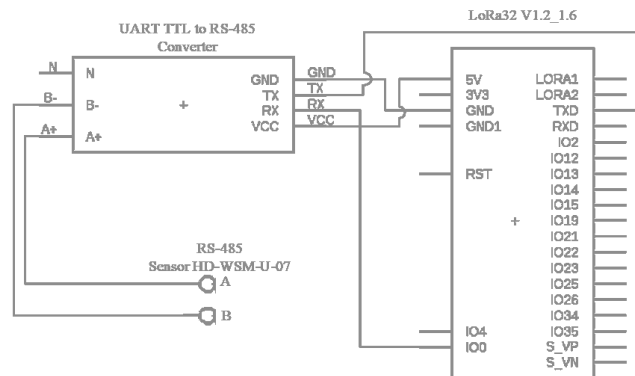 LoRa32 V1.2_1.6
UART TTL to RS-485
Converter
N
N
B-
B-
A+
A+
GND
TX
RX
VCC
GND
TX
RX
VCC
5V
3V3
GND
GND1
RST
IO4
IO0
LORA1
LORA2
TXD
RXD
IO2
IO12
IO13
IO14
IO15
IO19
IO21
IO22
IO23
IO25
IO26
IO34
IO35
S_VP
S_VN
RS-485
Sensor HD-WSM-U-07
A
B